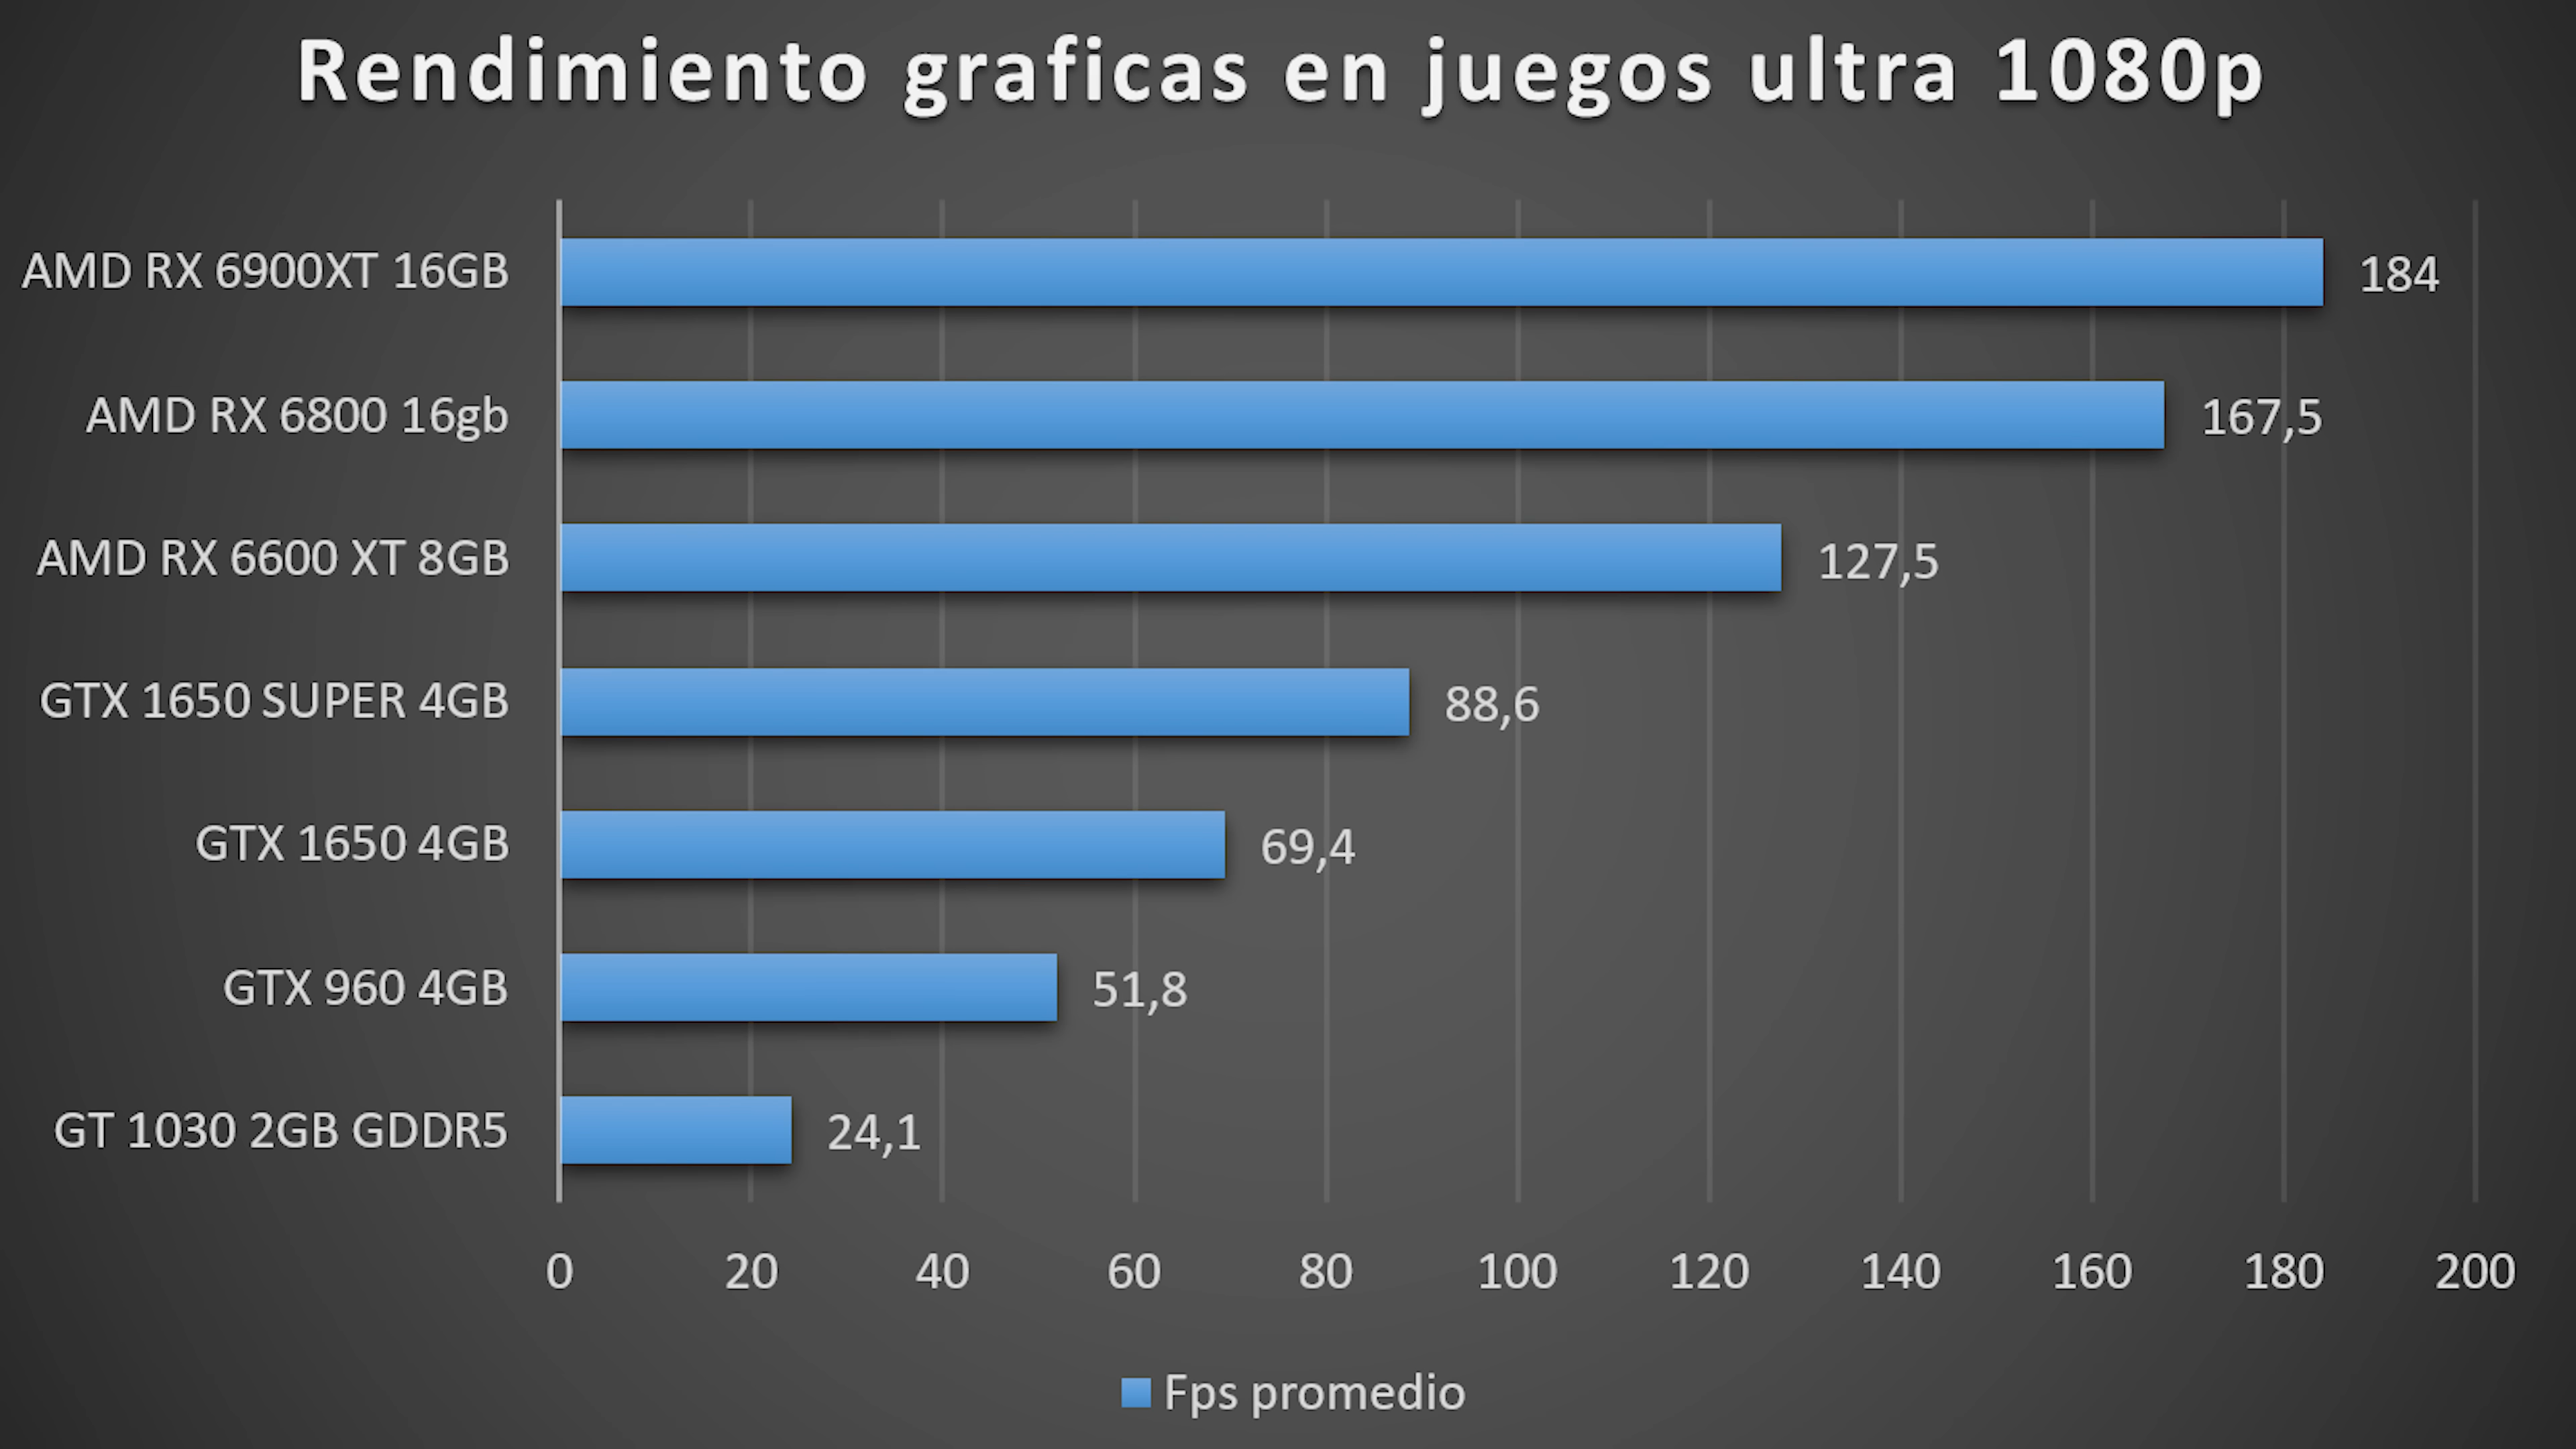 Rendimiento graficas en juegos ultra 1080p
AMD RX 6900XT 16GB
184
AMD RX 6800 16gb
167,5
AMD RX 6600 XT 8GB
127,5
GTX 1650 SUPER 4GB
88,6
GTX 1650 4GB
69,4
GTX 960 4GB
51,8
GT 1030 2GB GDDR5
24,1
0 20 40 60 80 100 120 140 160 180 200
Fps promedio